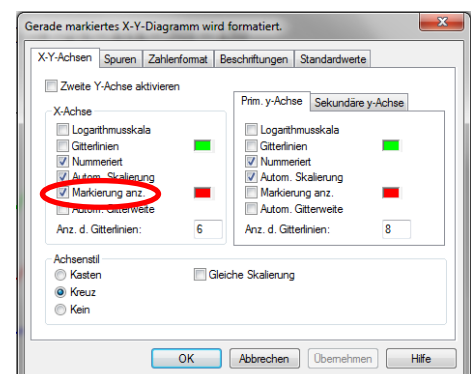 Gerade markiertes X-Y-Diagramm wird formatiert.
X-Y-Achsen Spuren Zahlenformat Beschriftungen Standardwerte
Zweite Y-Achse aktivieren
X-Achse
Logarithmusskala
Gitterlinien
Nummeriert
Autom. Skalierung
Markierung anz.
Autom. Gitterweite
Anz. d. Gitterlinien: 6
Prim. y-Achse Sekundäre y-Achse
Logarithmusskala
Gitterlinien
Nummeriert
Autom. Skalierung
Markierung anz.
Autom. Gitterweite
Anz. d. Gitterlinien: 8
Achsenstil
Kasten
Kreuz
Kein
Gleiche Skalierung
OK Abbrechen Übernehmen Hilfe